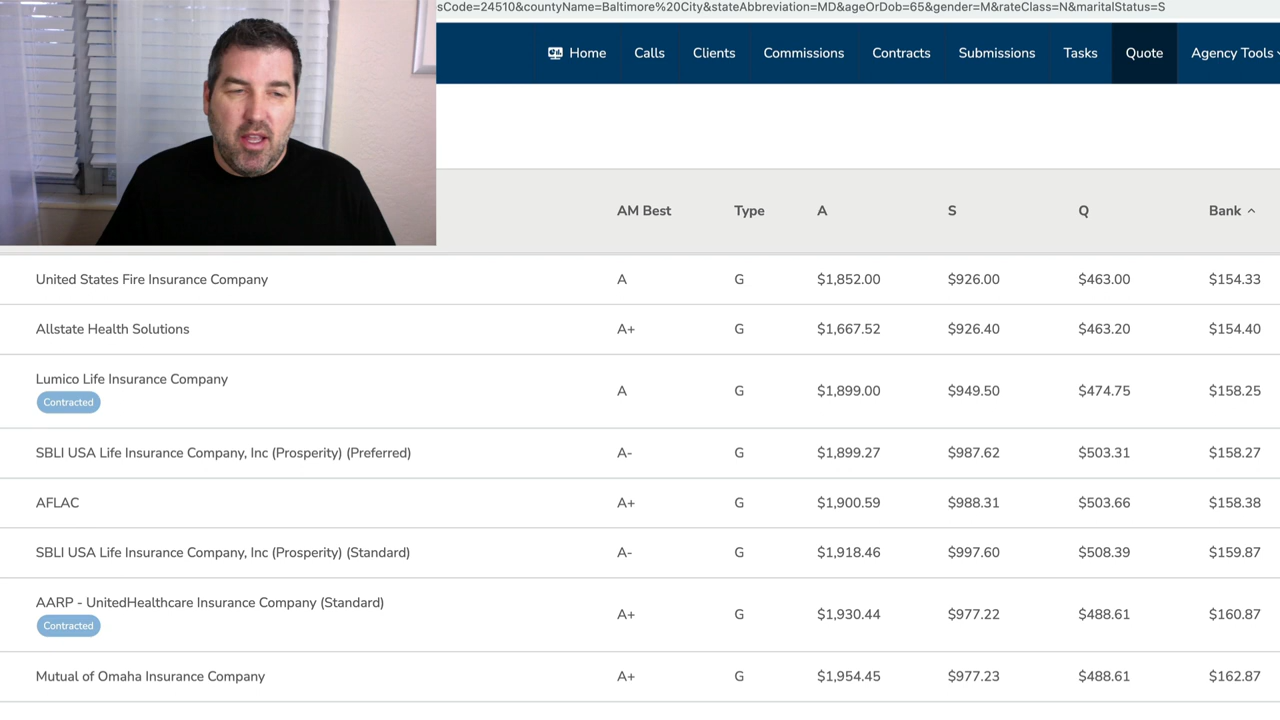 sCode=24510&countyName=Baltimore%20City&stateAbbreviation=MD&ageOrDob=65&gender=M&rateClass=N&maritalStatus=S
Home Calls Clients Commissions Contracts Submissions Tasks Quote Agency Tools
AM Best Type A S Q Bank
United States Fire Insurance Company A G $1,852.00 $926.00 $463.00 $154.33
Allstate Health Solutions A+ G $1,667.52 $926.40 $463.20 $154.40
Lumico Life Insurance Company A G $1,899.00 $949.50 $474.75 $158.25
Contracted
SBLI USA Life Insurance Company, Inc (Prosperity) (Preferred) A- G $1,899.27 $987.62 $503.31 $158.27
AFLAC A+ G $1,900.59 $988.31 $503.66 $158.38
SBLI USA Life Insurance Company, Inc (Prosperity) (Standard) A- G $1,918.46 $997.60 $508.39 $159.87
AARP - UnitedHealthcare Insurance Company (Standard) A+ G $1,930.44 $977.22 $488.61 $160.87
Contracted
Mutual of Omaha Insurance Company A+ G $1,954.45 $977.23 $488.61 $162.87